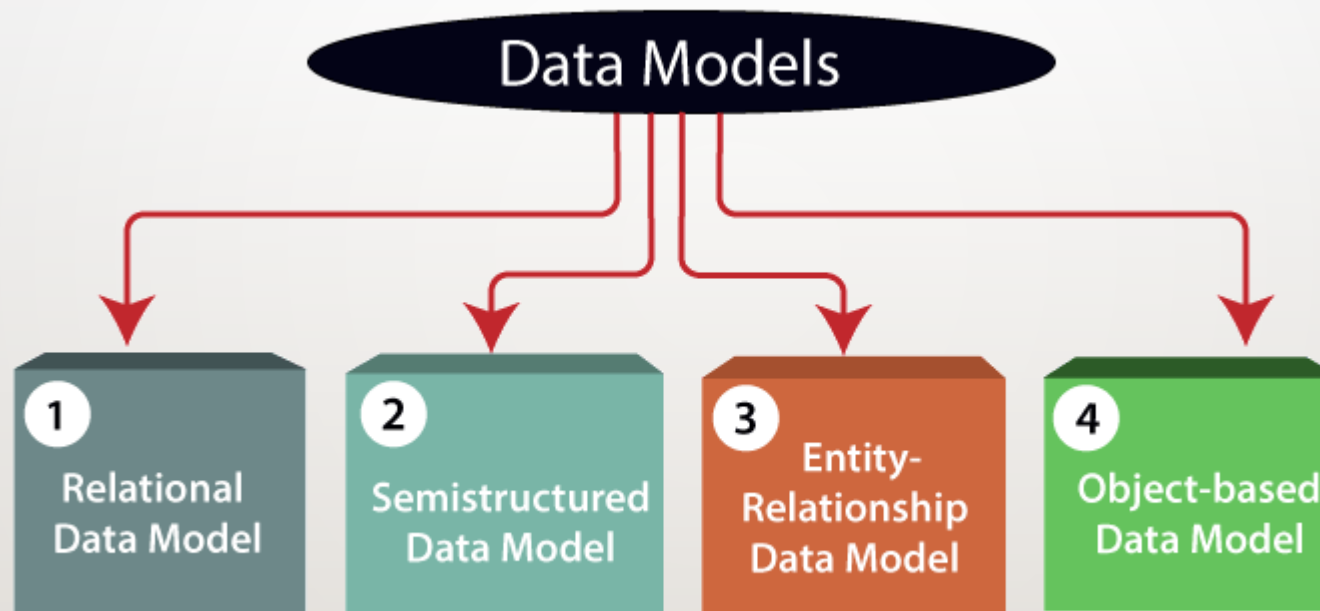 Data Models
1
Relational
Data Model
2
Semistructured
Data Model
3
Entity-
Relationship
Data Model
4
Object-based
Data Model